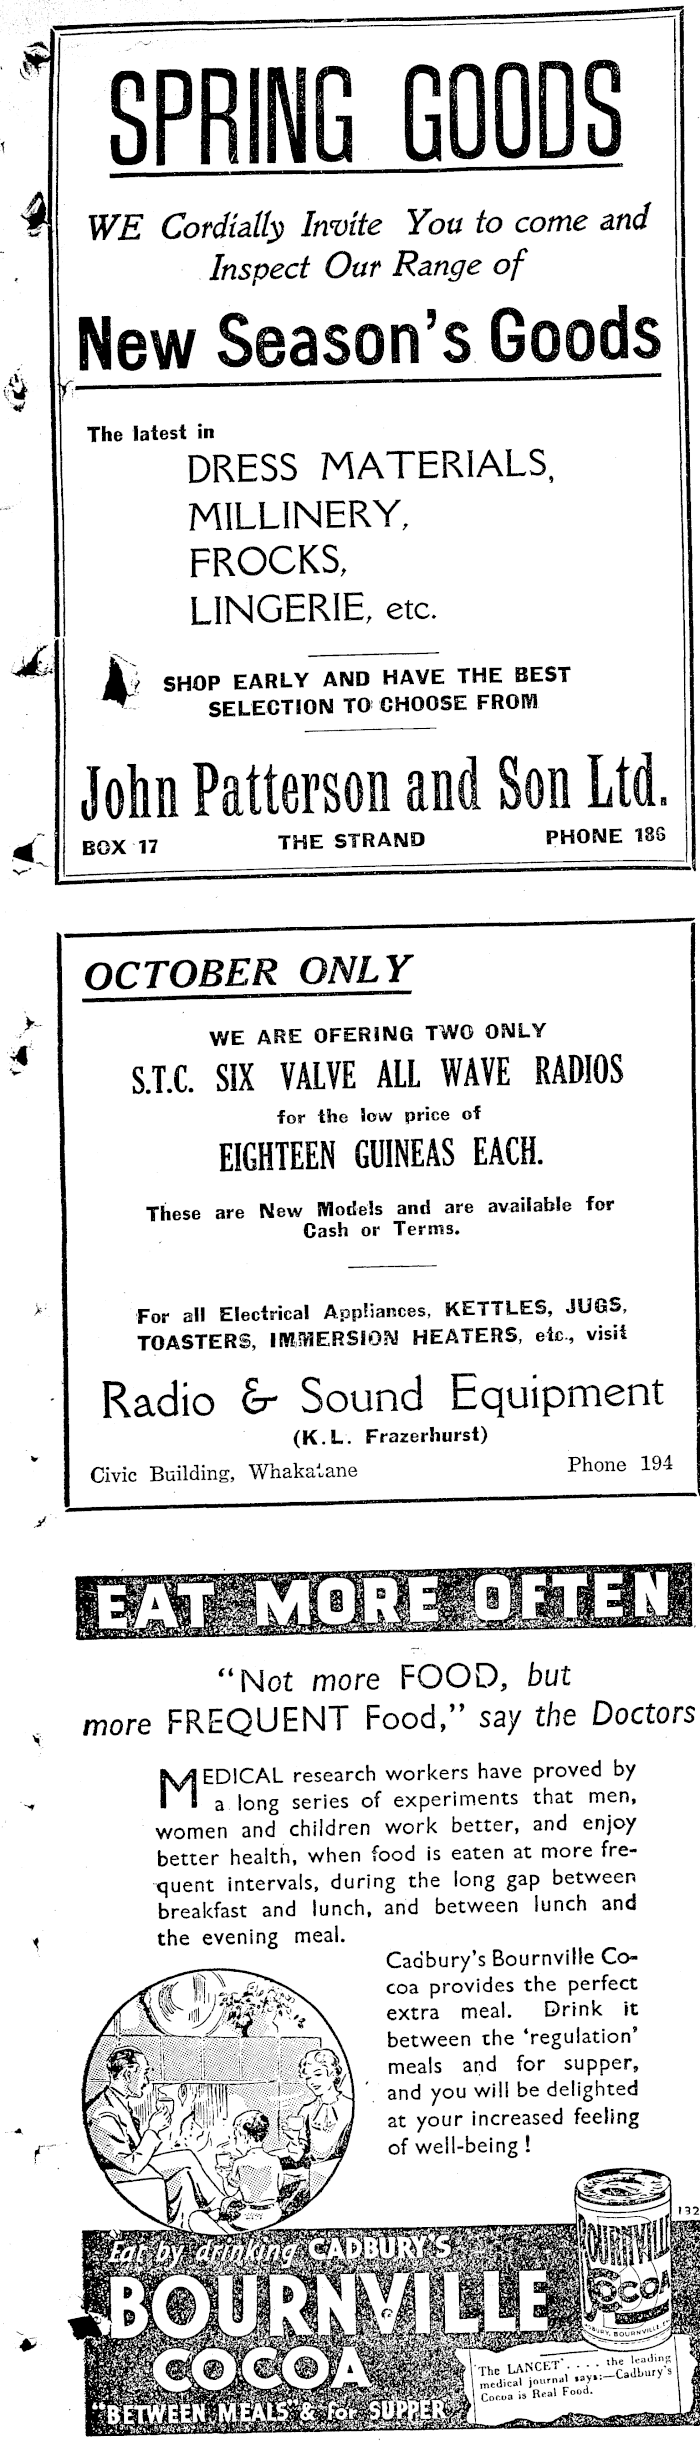 SPRING GOODS
WE Cordially Invite You to come and
Inspect Our Range of
New Season's Goods
The latest in
DRESS MATERIALS,
MILLINERY,
FROCKS,
LINGERIE, etc.
SHOP EARLY AND HAVE THE BEST
SELECTION TO CHOOSE FROM
John Patterson and Son Ltd.
BOX 17 THE STRAND PHONE 186
OCTOBER ONLY
WE ARE OFERING TWO ONLY
S.T.C. SIX VALVE ALL WAVE RADIOS
for the low price of
EIGHTEEN GUINEAS EACH.
These are New Models and are available for
Cash or Terms.
For all Electrical Appliances, KETTLES, JUGS,
TOASTERS, IMMERSION HEATERS, etc., visit
Radio & Sound Equipment
(K.L. Frazerhurst)
Civic Building, Whakatane Phone 194
EAT MORE OFTEN
"Not more FOOD, but
more FREQUENT Food," say the Doctors
MEDICAL research workers have proved by
a long series of experiments that men,
women and children work better, and enjoy
better health, when food is eaten at more fre-
quent intervals, during the long gap between
breakfast and lunch, and between lunch and
the evening meal.
Cadbury's Bournville Co-
coa provides the perfect
extra meal. Drink it
between the 'regulation'
meals and for supper,
and you will be delighted
at your increased feeling
of well-being!
132
Eat by drinking CADBURY'S
BOURNVILLE
COCOA
"BETWEEN MEALS" & for SUPPER
BOURNVILLE
COCOA
CADBURY, BOURNVILLE
'The LANCET' .... the leading
medical journal says:—Cadbury's
Cocoa is Real Food.